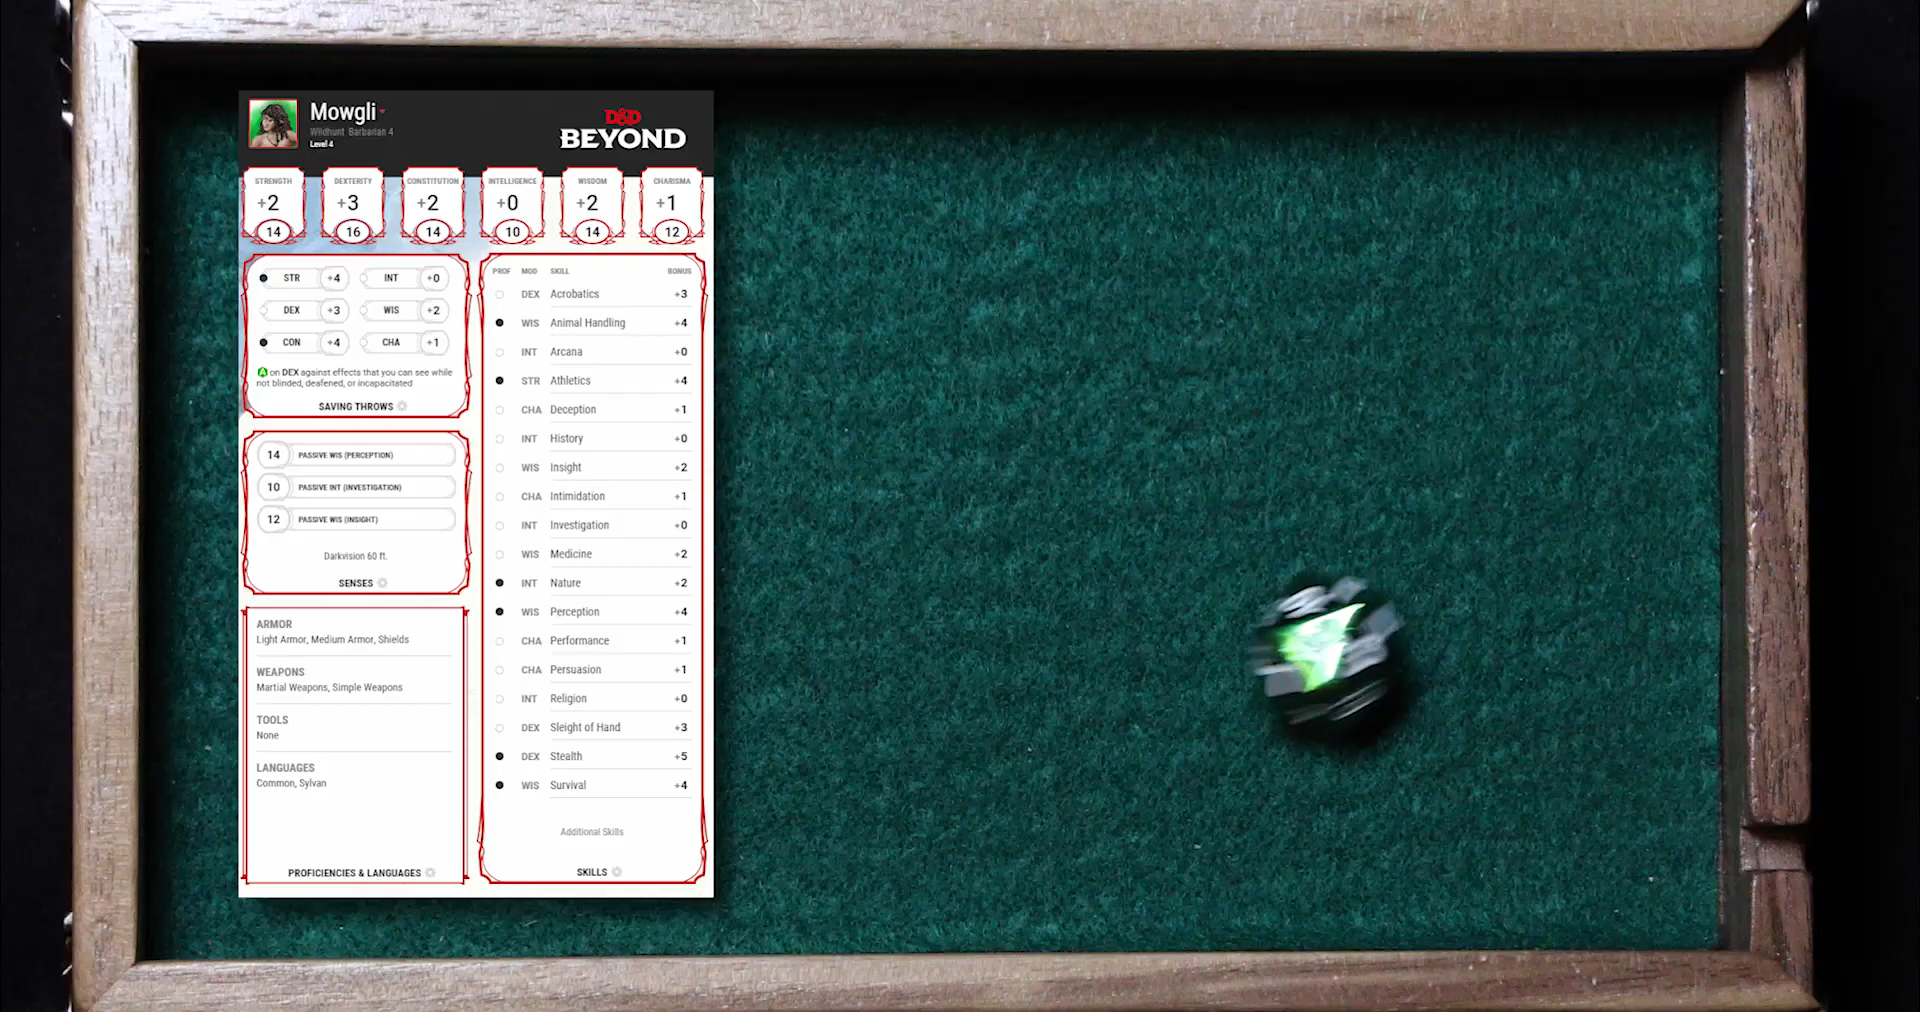 Mowgli
Wildhunt Barbarian 4
Level 4
D&D
BEYOND
STRENGTH
+2
14
DEXTERITY
+3
16
CONSTITUTION
+2
14
INTELLIGENCE
+0
10
WISDOM
+2
14
CHARISMA
+1
12
STR +4 INT +0
DEX +3 WIS +2
CON +4 CHA +1
A on DEX against effects that you can see while
not blinded, deafened, or incapacitated
SAVING THROWS
14 PASSIVE WIS (PERCEPTION)
10 PASSIVE INT (INVESTIGATION)
12 PASSIVE WIS (INSIGHT)
Darkvision 60 ft.
SENSES
ARMOR
Light Armor, Medium Armor, Shields
WEAPONS
Martial Weapons, Simple Weapons
TOOLS
None
LANGUAGES
Common, Sylvan
PROFICIENCIES & LANGUAGES
PROF MOD SKILL BONUS
DEX Acrobatics +3
WIS Animal Handling +4
INT Arcana +0
STR Athletics +4
CHA Deception +1
INT History +0
WIS Insight +2
CHA Intimidation +1
INT Investigation +0
WIS Medicine +2
INT Nature +2
WIS Perception +4
CHA Performance +1
CHA Persuasion +1
INT Religion +0
DEX Sleight of Hand +3
DEX Stealth +5
WIS Survival +4
Additional Skills
SKILLS